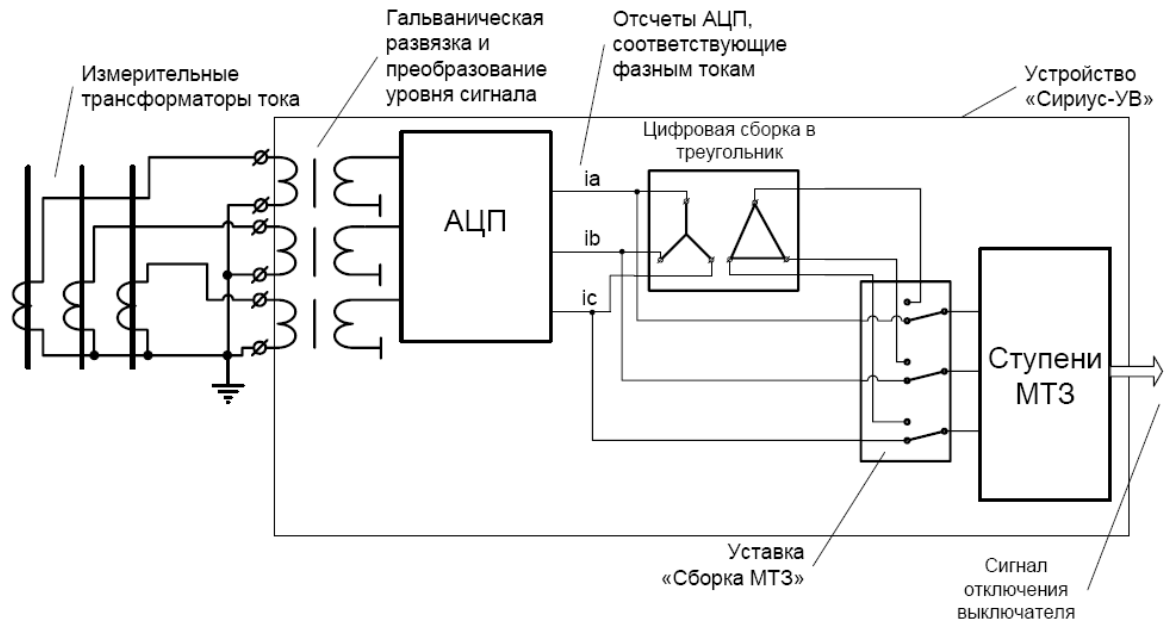 Гальваническая
развязка и
преобразование
уровня сигнала
Отсчеты АЦП,
соответствующие
фазным токам
Измерительные
трансформаторы тока
Устройство
«Сириус-УВ»
Цифровая сборка в
треугольник
АЦП
ia
ib
ic
Ступени
МТЗ
Уставка
«Сборка МТЗ»
Сигнал
отключения
выключателя